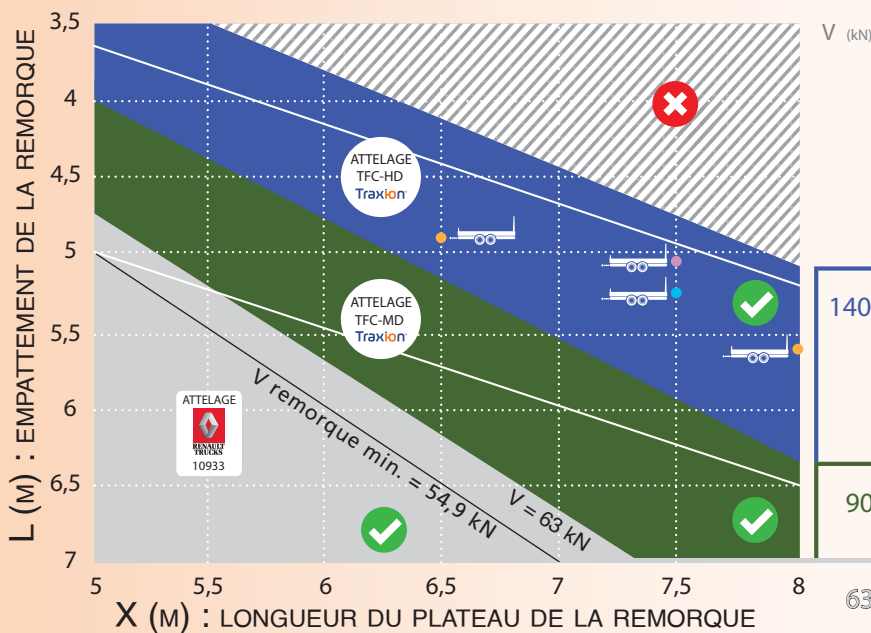 3,5
4
4,5
5
5,5
6
6,5
7
L (M) : EMPATTEMENT DE LA REMORQUE
V (kN)
ATTELAGE
TFC-HD
Traxion
ATTELAGE
TFC-MD
Traxion
140
90
63
ATTELAGE
RENAULT
TRUCKS
10933
V remorque min. = 54,9 kN
V = 63 kN
5
5,5
6
6,5
7
7,5
8
X (M) : LONGUEUR DU PLATEAU DE LA REMORQUE